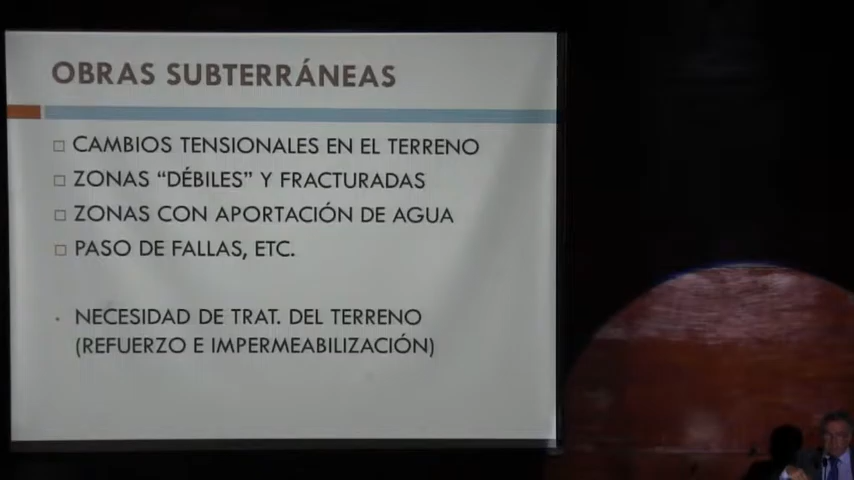 OBRAS SUBTERRÁNEAS
CAMBIOS TENSIONALES EN EL TERRENO
ZONAS “DÉBILES” Y FRACTURADAS
ZONAS CON APORTACIÓN DE AGUA
PASO DE FALLAS, ETC.
NECESIDAD DE TRAT. DEL TERRENO
(REFUERZO E IMPERMEABILIZACIÓN)